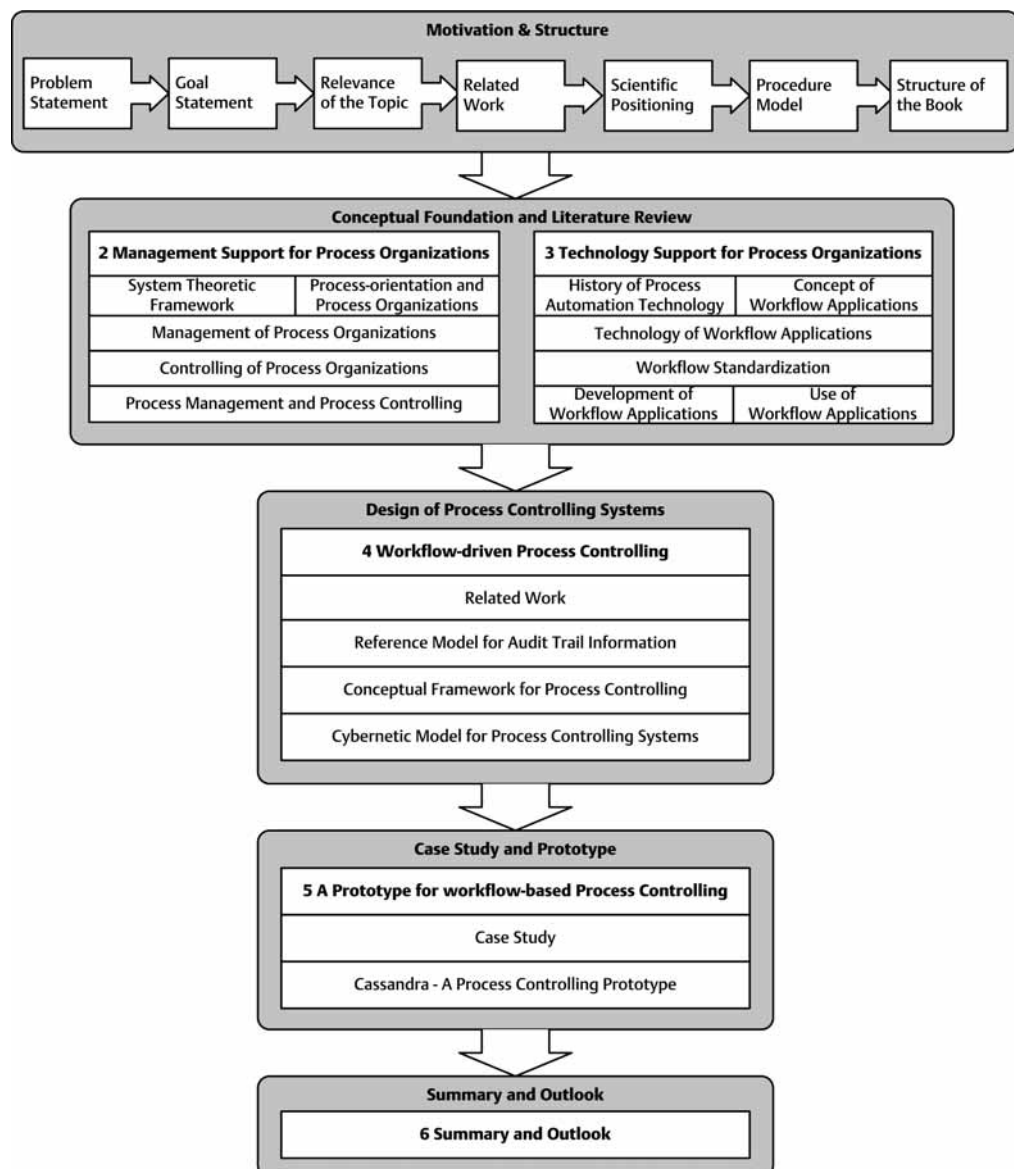 Motivation & Structure
Problem
Statement
Goal
Statement
Relevance
of the Topic
Related
Work
Scientific
Positioning
Procedure
Model
Structure of
the Book
Conceptual Foundation and Literature Review
2 Management Support for Process Organizations
System Theoretic
Framework
Process-orientation and
Process Organizations
Management of Process Organizations
Controlling of Process Organizations
Process Management and Process Controlling
3 Technology Support for Process Organizations
History of Process
Automation Technology
Concept of
Workflow Applications
Technology of Workflow Applications
Workflow Standardization
Development of
Workflow Applications
Use of
Workflow Applications
Design of Process Controlling Systems
4 Workflow-driven Process Controlling
Related Work
Reference Model for Audit Trail Information
Conceptual Framework for Process Controlling
Cybernetic Model for Process Controlling Systems
Case Study and Prototype
5 A Prototype for workflow-based Process Controlling
Case Study
Cassandra - A Process Controlling Prototype
Summary and Outlook
6 Summary and Outlook